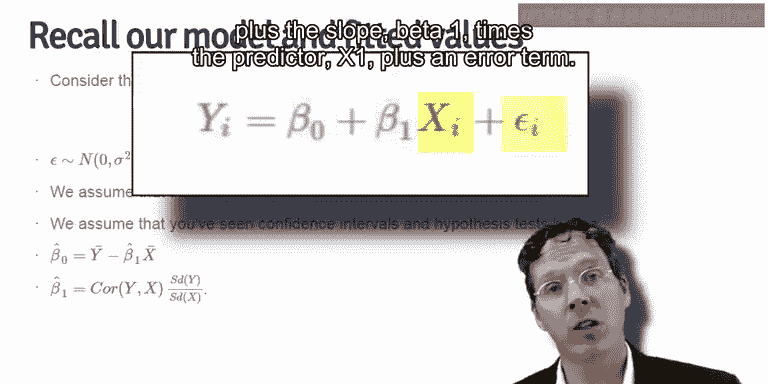 Recall our model and fitted values
plus the slope, beta 1, times
the predictor, X1, plus an error term.
· Consider th
Y_i = β_0 + β_1 X_i + ϵ_i
· ϵ ∼ N(0, σ²
· We assume
· We assume that you've seen confidence intervals and hypothesis tests
· β̂_0 = Ȳ − β̂_1 X̄
· β̂_1 = Cor(Y, X) Sd(Y)/Sd(X).